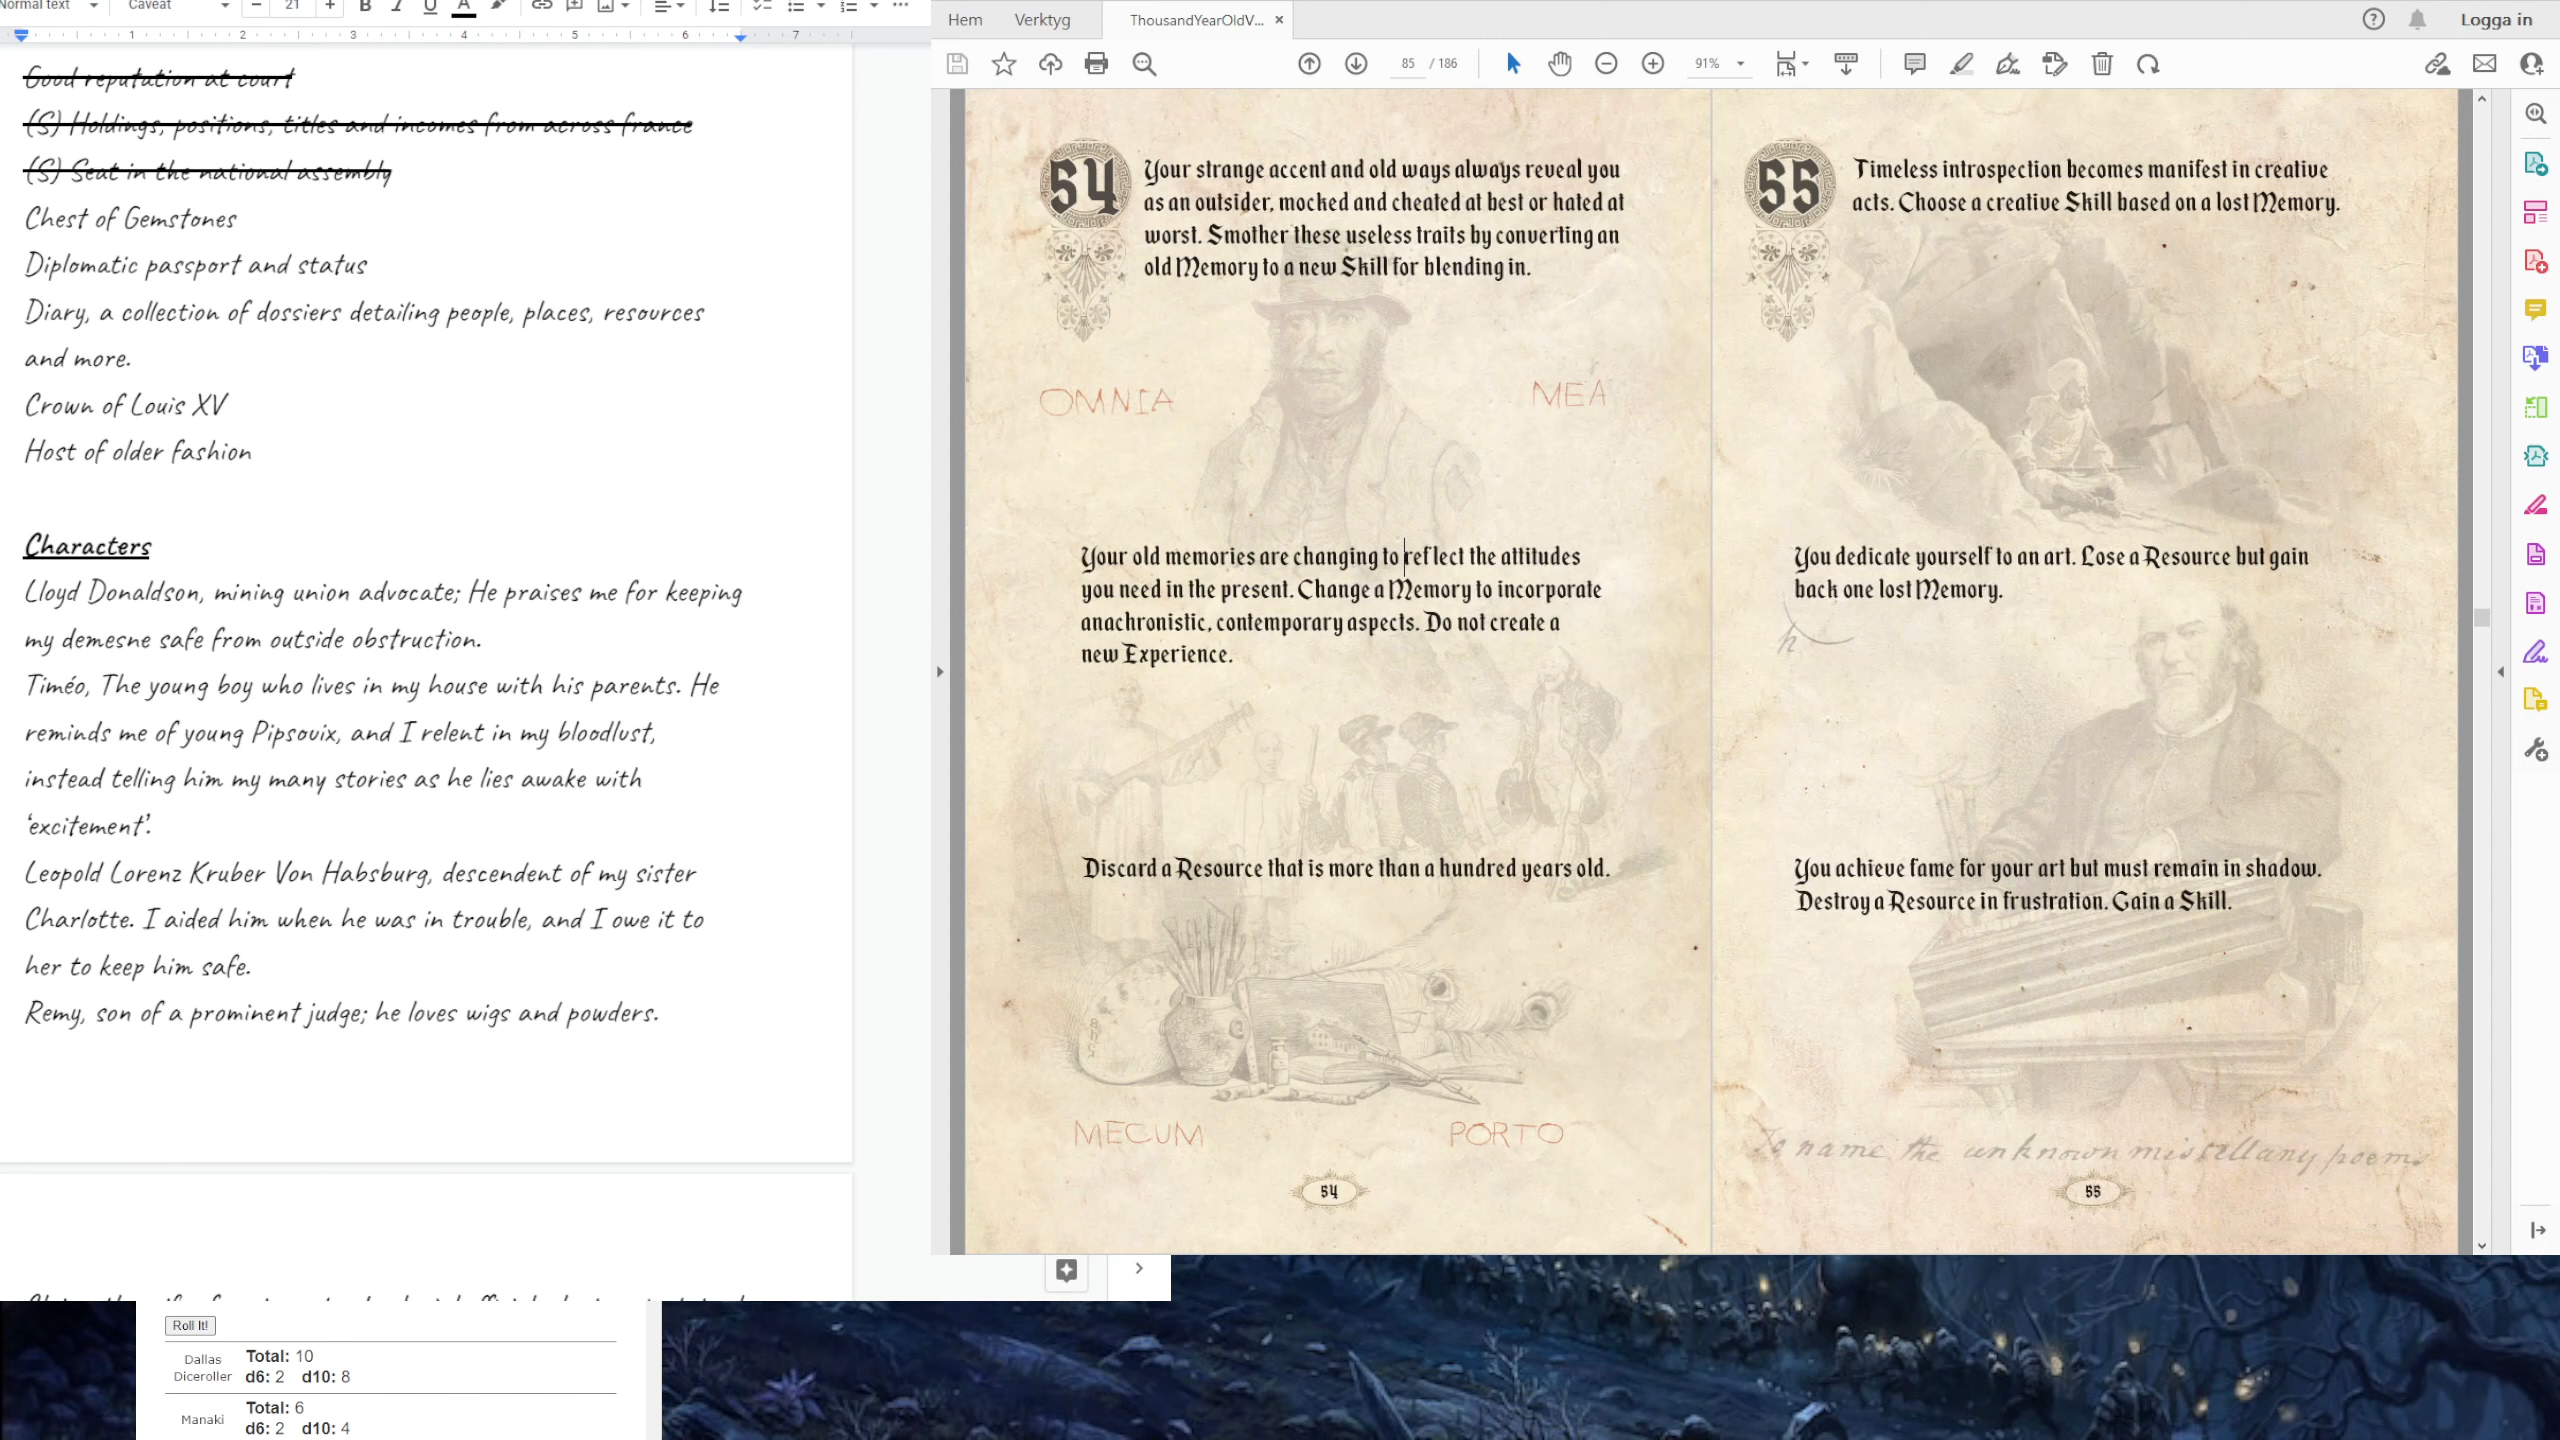 Normal text Caveat 21
1 2 3 4 5 6 7
Good reputation at court
(S) Holdings, positions, titles and incomes from across france
(S) Seat in the national assembly
Chest of Gemstones
Diplomatic passport and status
Diary, a collection of dossiers detailing people, places, resources
and more.
Crown of Louis XV
Host of older fashion
Characters
Lloyd Donaldson, mining union advocate; He praises me for keeping
my demesne safe from outside obstruction.
Timéo, The young boy who lives in my house with his parents. He
reminds me of young Pipsouix, and I relent in my bloodlust,
instead telling him my many stories as he lies awake with
‘excitement’.
Leopold Lorenz Kruber Von Habsburg, descendent of my sister
Charlotte. I aided him when he was in trouble, and I owe it to
her to keep him safe.
Remy, son of a prominent judge; he loves wigs and powders.
Roll It!
Dallas Diceroller
Total: 10
d6: 2 d10: 8
Manaki
Total: 6
d6: 2 d10: 4
Hem Verktyg ThousandYearOldV... × Logga in
85 / 186 91%
54
Your strange accent and old ways always reveal you
as an outsider, mocked and cheated at best or hated at
worst. Smother these useless traits by converting an
old Memory to a new Skill for blending in.
OMNIA MEA
Your old memories are changing to reflect the attitudes
you need in the present. Change a Memory to incorporate
anachronistic, contemporary aspects. Do not create a
new Experience.
Discard a Resource that is more than a hundred years old.
MECUM PORTO
54
55
Timeless introspection becomes manifest in creative
acts. Choose a creative Skill based on a lost Memory.
You dedicate yourself to an art. Lose a Resource but gain
back one lost Memory.
You achieve fame for your art but must remain in shadow.
Destroy a Resource in frustration. Gain a Skill.
To name the unknown miscellany poems
55